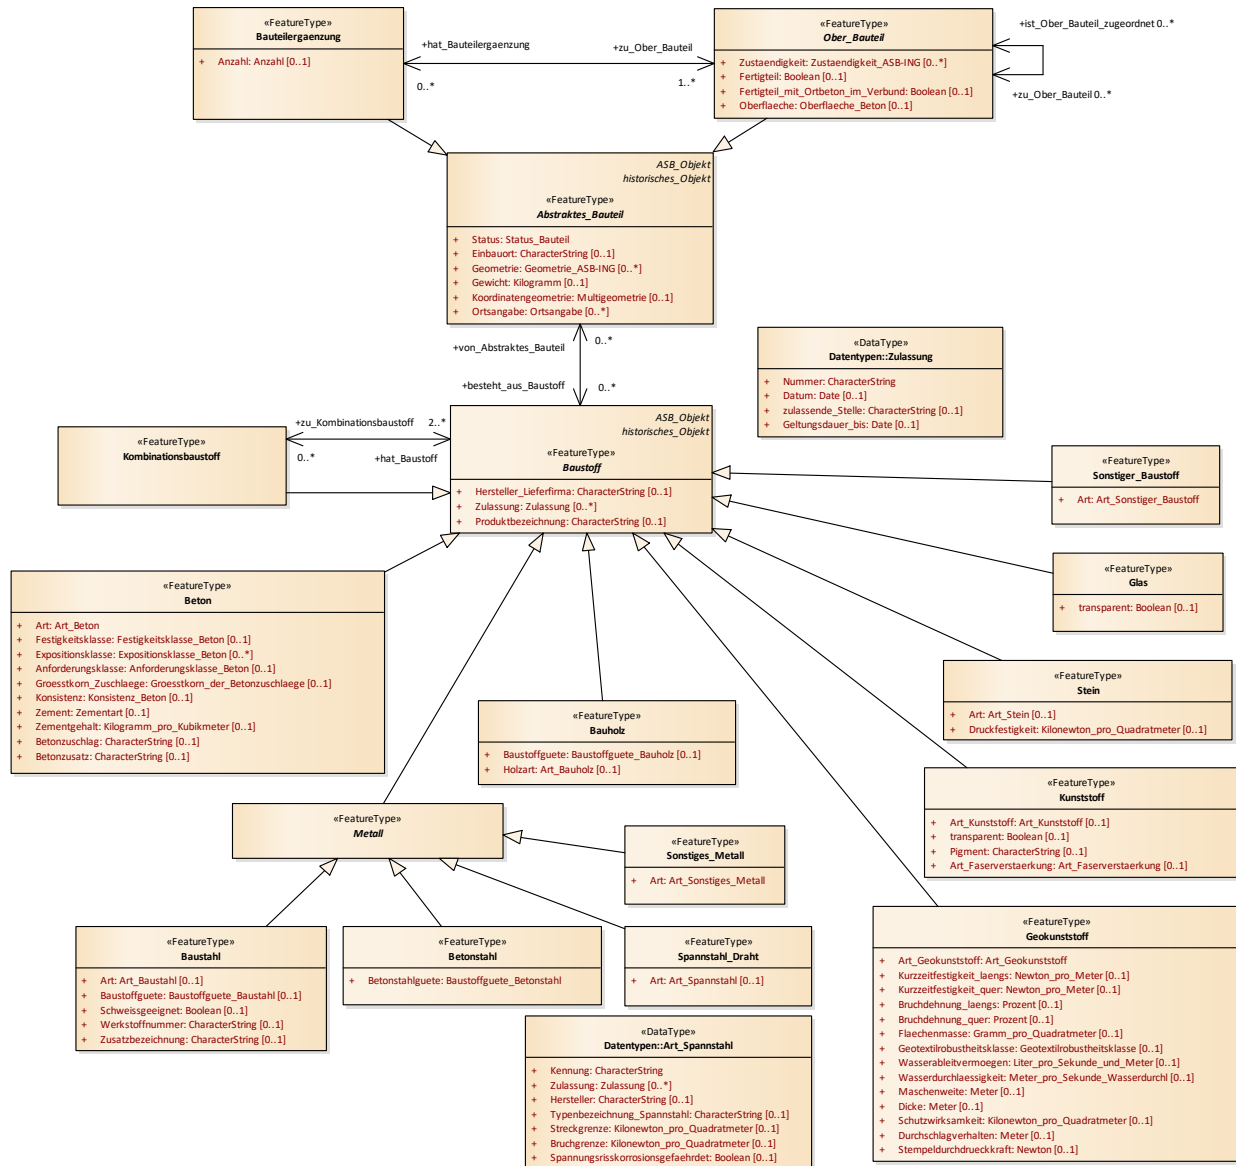 «FeatureType»
Bauteilergaenzung
+ Anzahl: Anzahl [0..1]
+hat_Bauteilergaenzung
0..*
+zu_Ober_Bauteil
1..*
«FeatureType»
Ober_Bauteil
+ Zustaendigkeit: Zustaendigkeit_ASB-ING [0..*]
+ Fertigteil: Boolean [0..1]
+ Fertigteil_mit_Ortbeton_im_Verbund: Boolean [0..1]
+ Oberflaeche: Oberflaeche_Beton [0..1]
+ist_Ober_Bauteil_zugeordnet 0..*
+zu_Ober_Bauteil 0..*
ASB_Objekt
historisches_Objekt
«FeatureType»
Abstraktes_Bauteil
+ Status: Status_Bauteil
+ Einbauort: CharacterString [0..1]
+ Geometrie: Geometrie_ASB-ING [0..*]
+ Gewicht: Kilogramm [0..1]
+ Koordinatengeometrie: Multigeometrie [0..1]
+ Ortsangabe: Ortsangabe [0..*]
+von_Abstraktes_Bauteil
0..*
+besteht_aus_Baustoff
0..*
«DataType»
Datentypen::Zulassung
+ Nummer: CharacterString
+ Datum: Date [0..1]
+ zulassende_Stelle: CharacterString [0..1]
+ Geltungsdauer_bis: Date [0..1]
«FeatureType»
Kombinationsbaustoff
+zu_Kombinationsbaustoff
2..*
0..*
+hat_Baustoff
ASB_Objekt
historisches_Objekt
«FeatureType»
Baustoff
+ Hersteller_Lieferfirma: CharacterString [0..1]
+ Zulassung: Zulassung [0..*]
+ Produktbezeichnung: CharacterString [0..1]
«FeatureType»
Sonstiger_Baustoff
+ Art: Art_Sonstiger_Baustoff
«FeatureType»
Glas
+ transparent: Boolean [0..1]
«FeatureType»
Beton
+ Art: Art_Beton
+ Festigkeitsklasse: Festigkeitsklasse_Beton [0..1]
+ Expositionsklasse: Expositionsklasse_Beton [0..*]
+ Anforderungsklasse: Anforderungsklasse_Beton [0..1]
+ Groesstkorn_Zuschlaege: Groesstkorn_der_Betonzuschlaege [0..1]
+ Konsistenz: Konsistenz_Beton [0..1]
+ Zement: Zementart [0..1]
+ Zementgehalt: Kilogramm_pro_Kubikmeter [0..1]
+ Betonzuschlag: CharacterString [0..1]
+ Betonzusatz: CharacterString [0..1]
«FeatureType»
Stein
+ Art: Art_Stein [0..1]
+ Druckfestigkeit: Kilonewton_pro_Quadratmeter [0..1]
«FeatureType»
Bauholz
+ Baustoffguete: Baustoffguete_Bauholz [0..1]
+ Holzart: Art_Bauholz [0..1]
«FeatureType»
Kunststoff
+ Art_Kunststoff: Art_Kunststoff [0..1]
+ transparent: Boolean [0..1]
+ Pigment: CharacterString [0..1]
+ Art_Faserverstaerkung: Art_Faserverstaerkung [0..1]
«FeatureType»
Metall
«FeatureType»
Sonstiges_Metall
+ Art: Art_Sonstiges_Metall
«FeatureType»
Baustahl
+ Art: Art_Baustahl [0..1]
+ Baustoffguete: Baustoffguete_Baustahl [0..1]
+ Schweissgeeignet: Boolean [0..1]
+ Werkstoffnummer: CharacterString [0..1]
+ Zusatzbezeichnung: CharacterString [0..1]
«FeatureType»
Betonstahl
+ Betonstahlguete: Baustoffguete_Betonstahl
«FeatureType»
Spannstahl_Draht
+ Art: Art_Spannstahl [0..1]
«FeatureType»
Geokunststoff
+ Art_Geokunststoff: Art_Geokunststoff
+ Kurzzeitfestigkeit_laengs: Newton_pro_Meter [0..1]
+ Kurzzeitfestigkeit_quer: Newton_pro_Meter [0..1]
+ Bruchdehnung_laengs: Prozent [0..1]
+ Bruchdehnung_quer: Prozent [0..1]
+ Flaechenmasse: Gramm_pro_Quadratmeter [0..1]
+ Geotextilrobustheitsklasse: Geotextilrobustheitsklasse [0..1]
+ Wasserableitvermoegen: Liter_pro_Sekunde_und_Meter [0..1]
+ Wasserdurchlaessigkeit: Meter_pro_Sekunde_Wasserdurchl [0..1]
+ Maschenweite: Meter [0..1]
+ Dicke: Meter [0..1]
+ Schutzwirksamkeit: Kilonewton_pro_Quadratmeter [0..1]
+ Durchschlagverhalten: Meter [0..1]
+ Stempeldurchdrueckkraft: Newton [0..1]
«DataType»
Datentypen::Art_Spannstahl
+ Kennung: CharacterString
+ Zulassung: Zulassung [0..*]
+ Hersteller: CharacterString [0..1]
+ Typenbezeichnung_Spannstahl: CharacterString [0..1]
+ Streckgrenze: Kilonewton_pro_Quadratmeter [0..1]
+ Bruchgrenze: Kilonewton_pro_Quadratmeter [0..1]
+ Spannungsrisskorrosionsgefaehrdet: Boolean [0..1]